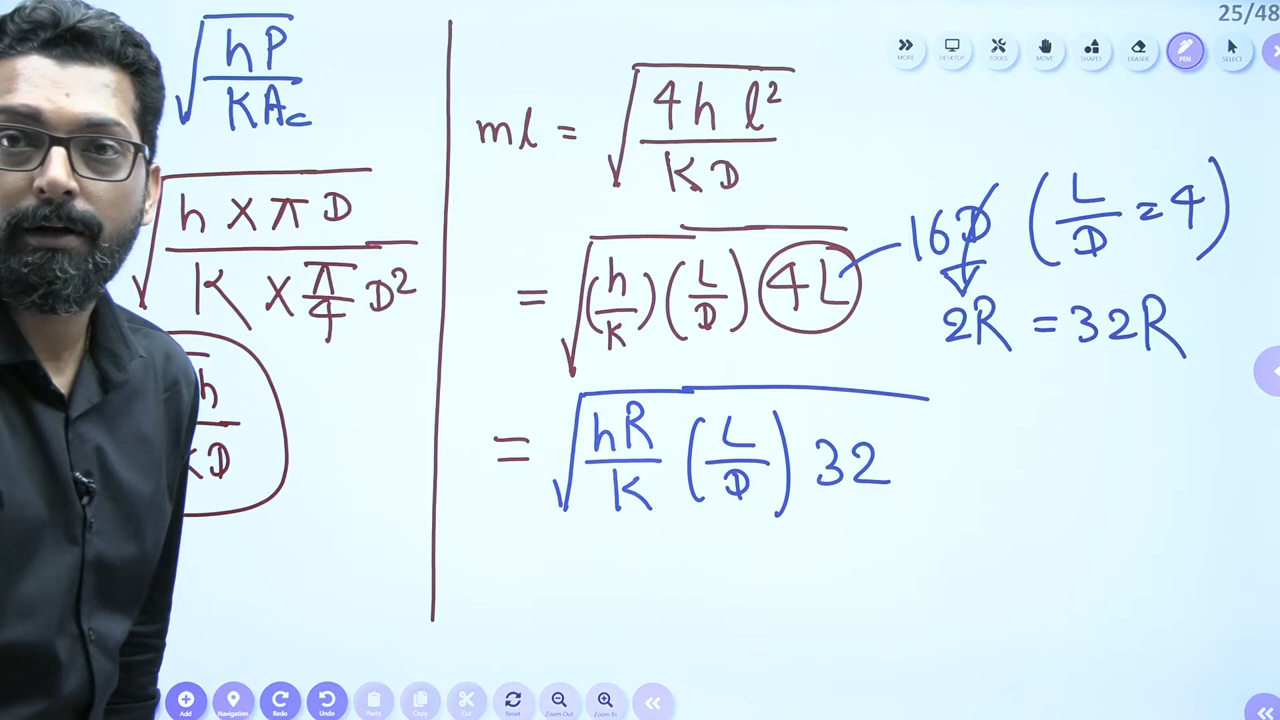 25/48
MORE DESKTOP TOOLS MOVE SHAPES ERASER PEN SELECT
√(hP / KA_c)
√(h × π D / K × π/4 D²)
h / KD
ml = √(4 h l² / K D)
= √((h/K) (L/D) 4L)
16D (L/D = 4)
2R = 32R
= √(hR/K (L/D) 32)
Add Navigation Redo Undo Paste Copy Cut Reset Zoom Out Zoom In